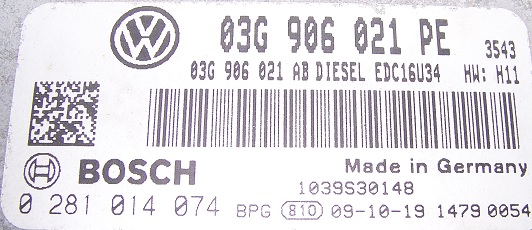 03G 906 021 PE 3543
03G 906 021 AB DIESEL EDC16U34 HW: H11
BOSCH Made in Germany
1039S30148
0 281 014 074 BPG 810 09-10-19 1479 0054